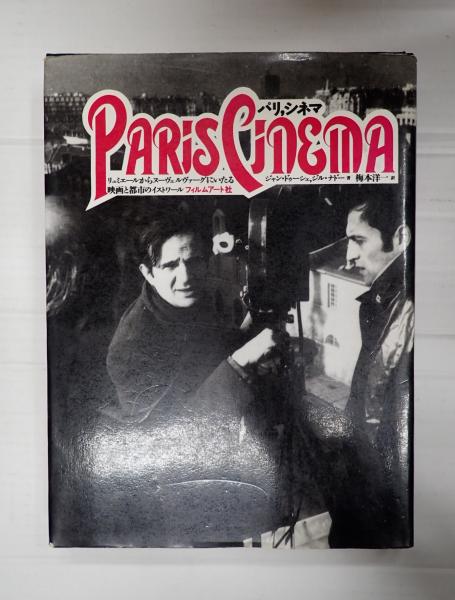 パリ,シネマ
PARIS CINEMA
リュミエールからヌーヴェルヴァーグにいたる
映画と都市のイストワール フィルムアート社
ジャン・ドゥーシェ,ジル・ナドー 著 梅本洋一 訳